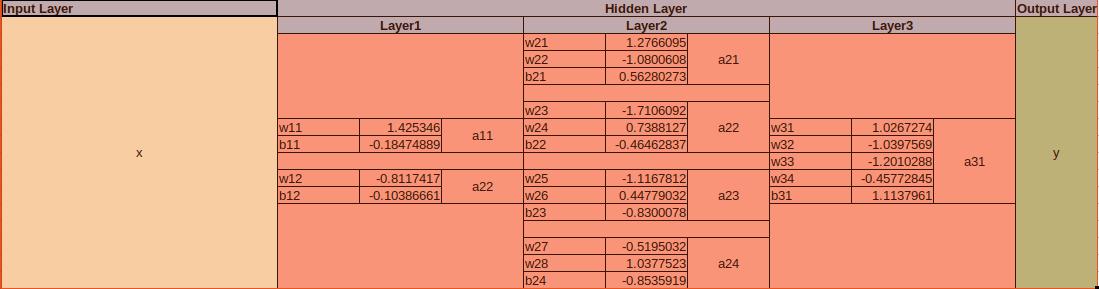 Input Layer Hidden Layer Output Layer
Layer1 Layer2 Layer3
w21 1.2766095
w22 -1.0800608 a21
b21 0.56280273
w23 -1.7106092
w11 1.425346 w24 0.7388127 a22 w31 1.0267274
a11
b11 -0.18474889 b22 -0.46462837 w32 -1.0397569
x w33 -1.2010288 a31 y
w12 -0.8117417 w25 -1.1167812 w34 -0.45772845
a22
b12 -0.10386661 w26 0.44779032 a23 b31 1.1137961
b23 -0.8300078
w27 -0.5195032
w28 1.0377523 a24
b24 -0.8535919